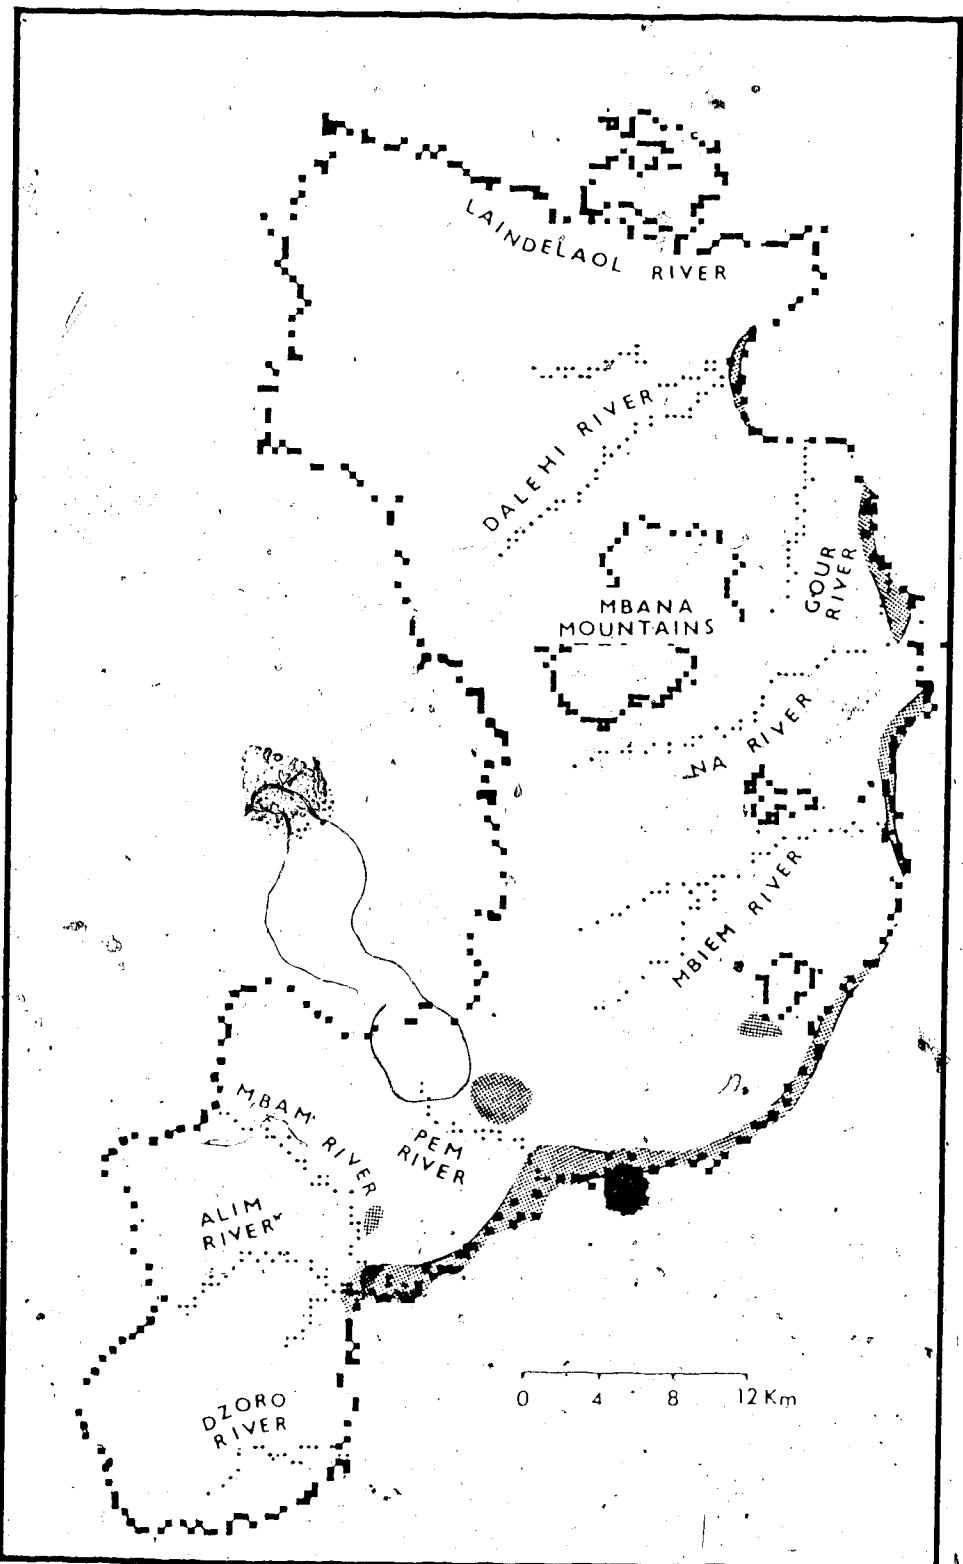 LAINDELAOL RIVER
DALEHI RIVER
GOUR
RIVER
MBANA
MOUNTAINS
NA RIVER
MBIEM RIVER
MBAM RIVER
PEM
RIVER
ALIM
RIVER
DZORO
RIVER
0 4 8 12 Km